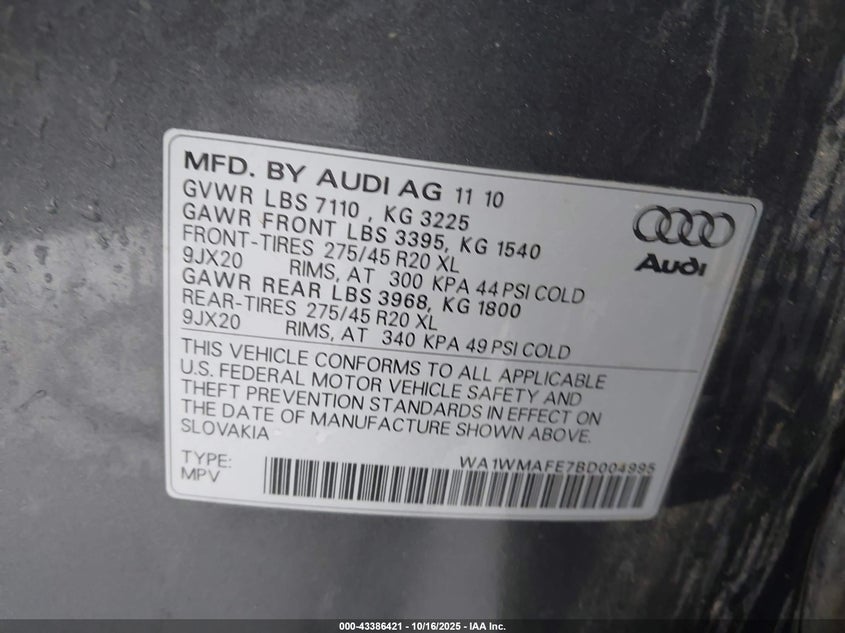 MFD. BY AUDI AG 11 10
GVWR LBS 7110 , KG 3225
GAWR FRONT LBS 3395, KG 1540
FRONT-TIRES 275/45 R20 XL
9JX20 RIMS, AT 300 KPA 44 PSI COLD
GAWR REAR LBS 3968, KG 1800
REAR-TIRES 275/45 R20 XL
9JX20 RIMS, AT 340 KPA 49 PSI COLD
Audi
THIS VEHICLE CONFORMS TO ALL APPLICABLE
U.S. FEDERAL MOTOR VEHICLE SAFETY AND
THEFT PREVENTION STANDARDS IN EFFECT ON
THE DATE OF MANUFACTURE SHOWN ABOVE.
SLOVAKIA
TYPE: WA1WMAFE7BD004995
MPV
000-43386421 - 10/16/2025 - IAA Inc.